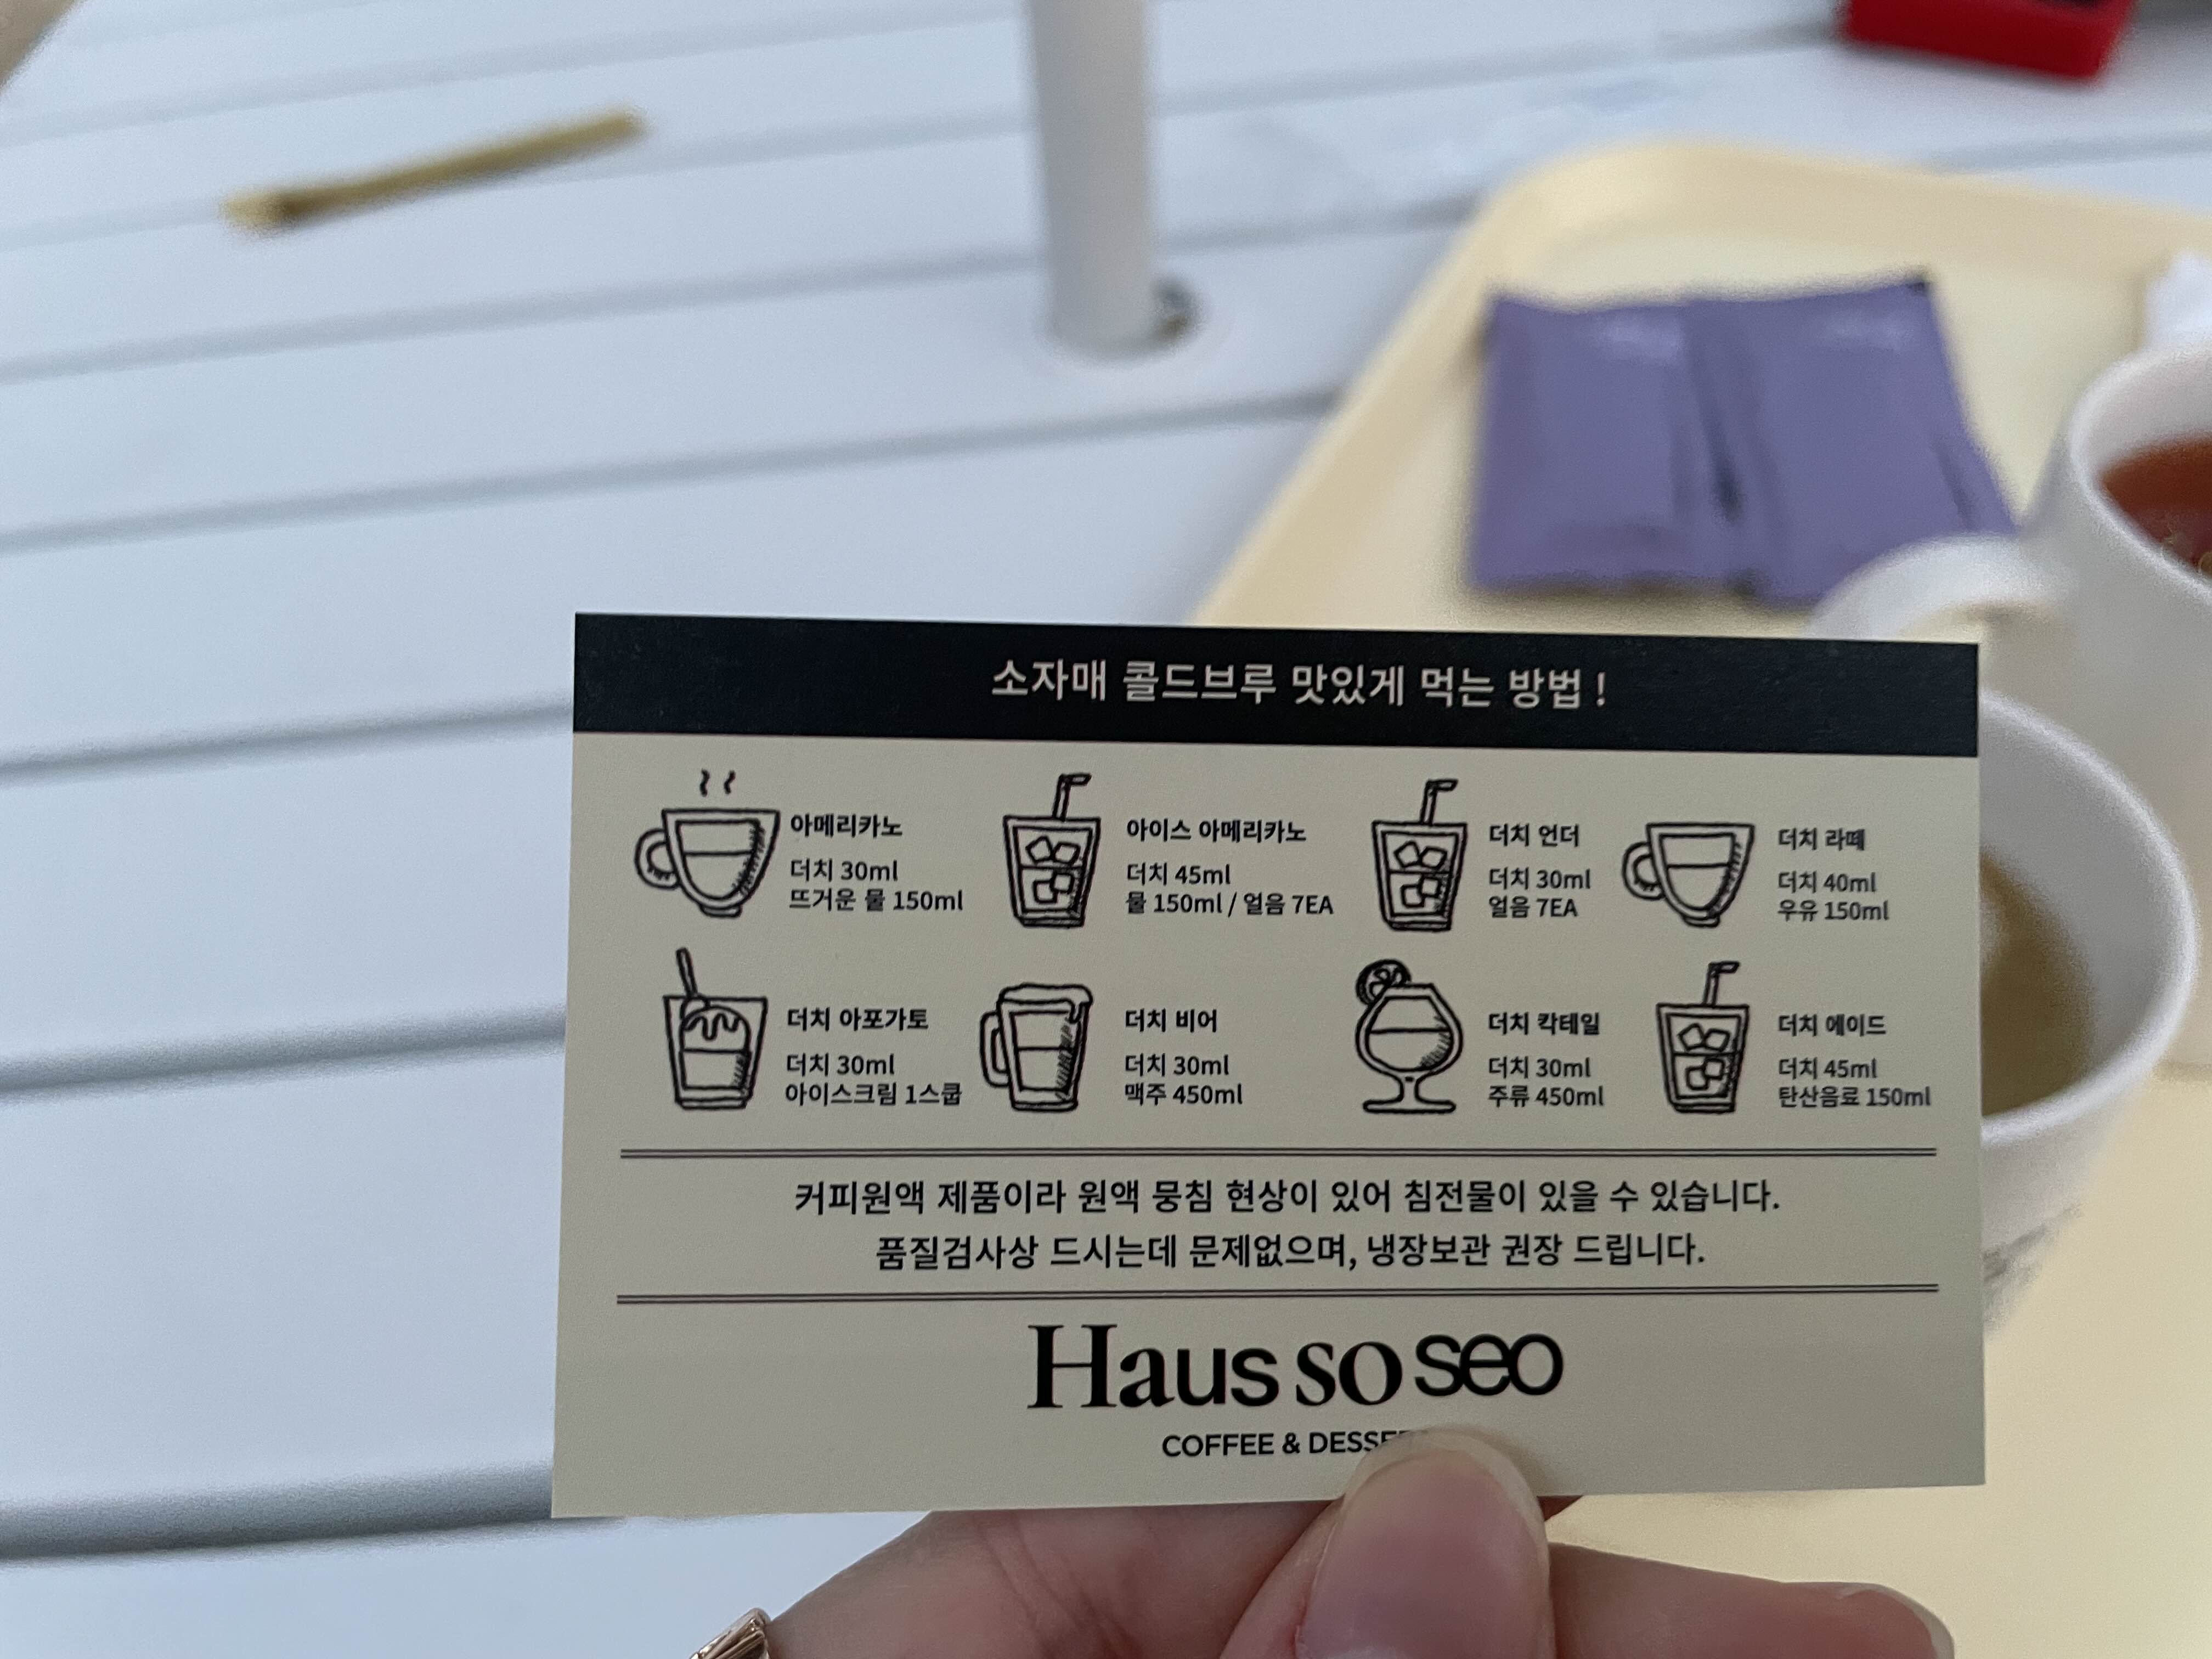 소자매 콜드브루 맛있게 먹는 방법 !
아메리카노
더치 30ml
뜨거운 물 150ml
아이스 아메리카노
더치 45ml
물 150ml / 얼음 7EA
더치 언더
더치 30ml
얼음 7EA
더치 라떼
더치 40ml
우유 150ml
더치 아포가토
더치 30ml
아이스크림 1스쿱
더치 비어
더치 30ml
맥주 450ml
더치 칵테일
더치 30ml
주류 450ml
더치 에이드
더치 45ml
탄산음료 150ml
커피원액 제품이라 원액 뭉침 현상이 있어 침전물이 있을 수 있습니다.
품질검사상 드시는데 문제없으며, 냉장보관 권장 드립니다.
Haus so seo
COFFEE &